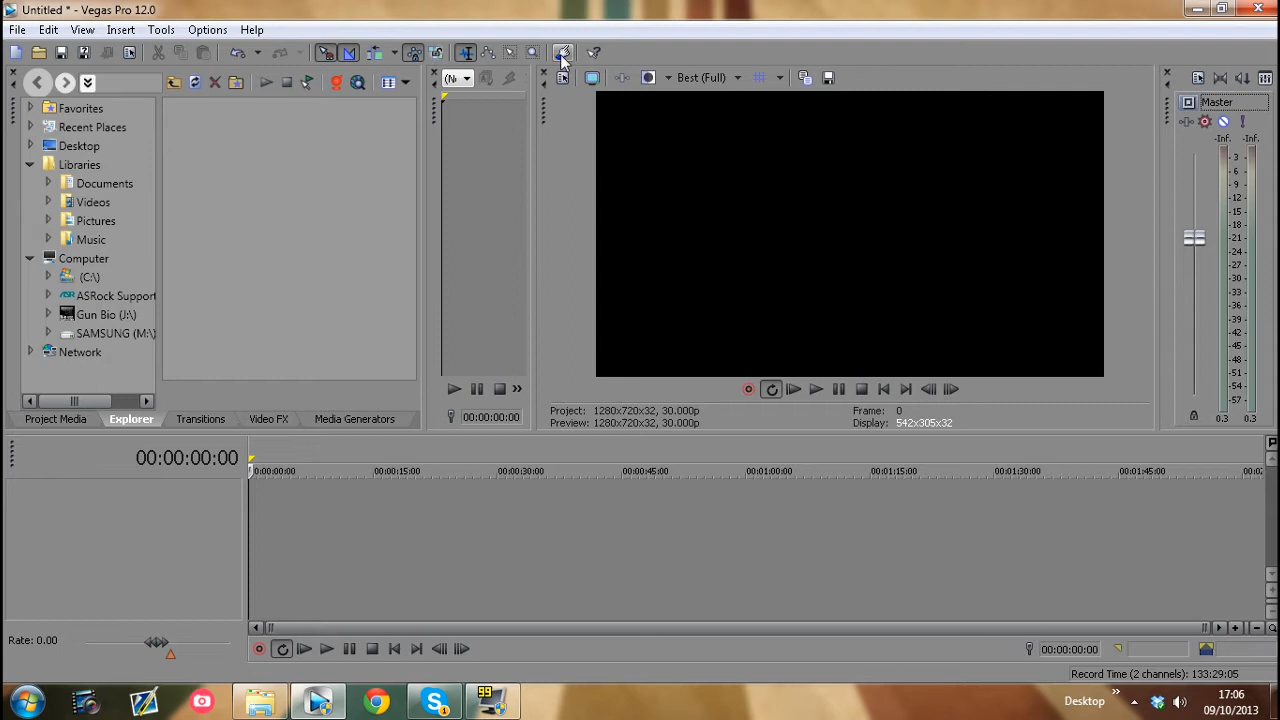 Untitled * - Vegas Pro 12.0
File Edit View Insert Tools Options Help
Best (Full)
Master
-Inf. -Inf.
Favorites
Recent Places
Desktop
Libraries
Documents
Videos
Pictures
Music
Computer
(C:\)
ASRock Support
Gun Bio (J:\)
SAMSUNG (M:\)
Network
3
6
9
12
15
18
21
24
27
30
33
36
39
42
45
48
51
54
57
0.3 0.3
00:00:00:00
Project Media Explorer Transitions Video FX Media Generators
Project: 1280x720x32, 30.000p
Preview: 1280x720x32, 30.000p
Frame: 0
Display: 542x305x32
00:00:00:00
0:00:00:00 00:00:15:00 00:00:30:00 00:00:45:00 00:01:00:00 00:01:15:00 00:01:30:00 00:01:45:00
Rate: 0.00
00:00:00:00
Record Time (2 channels): 133:29:05
Desktop
99
1
17:06
09/10/2013